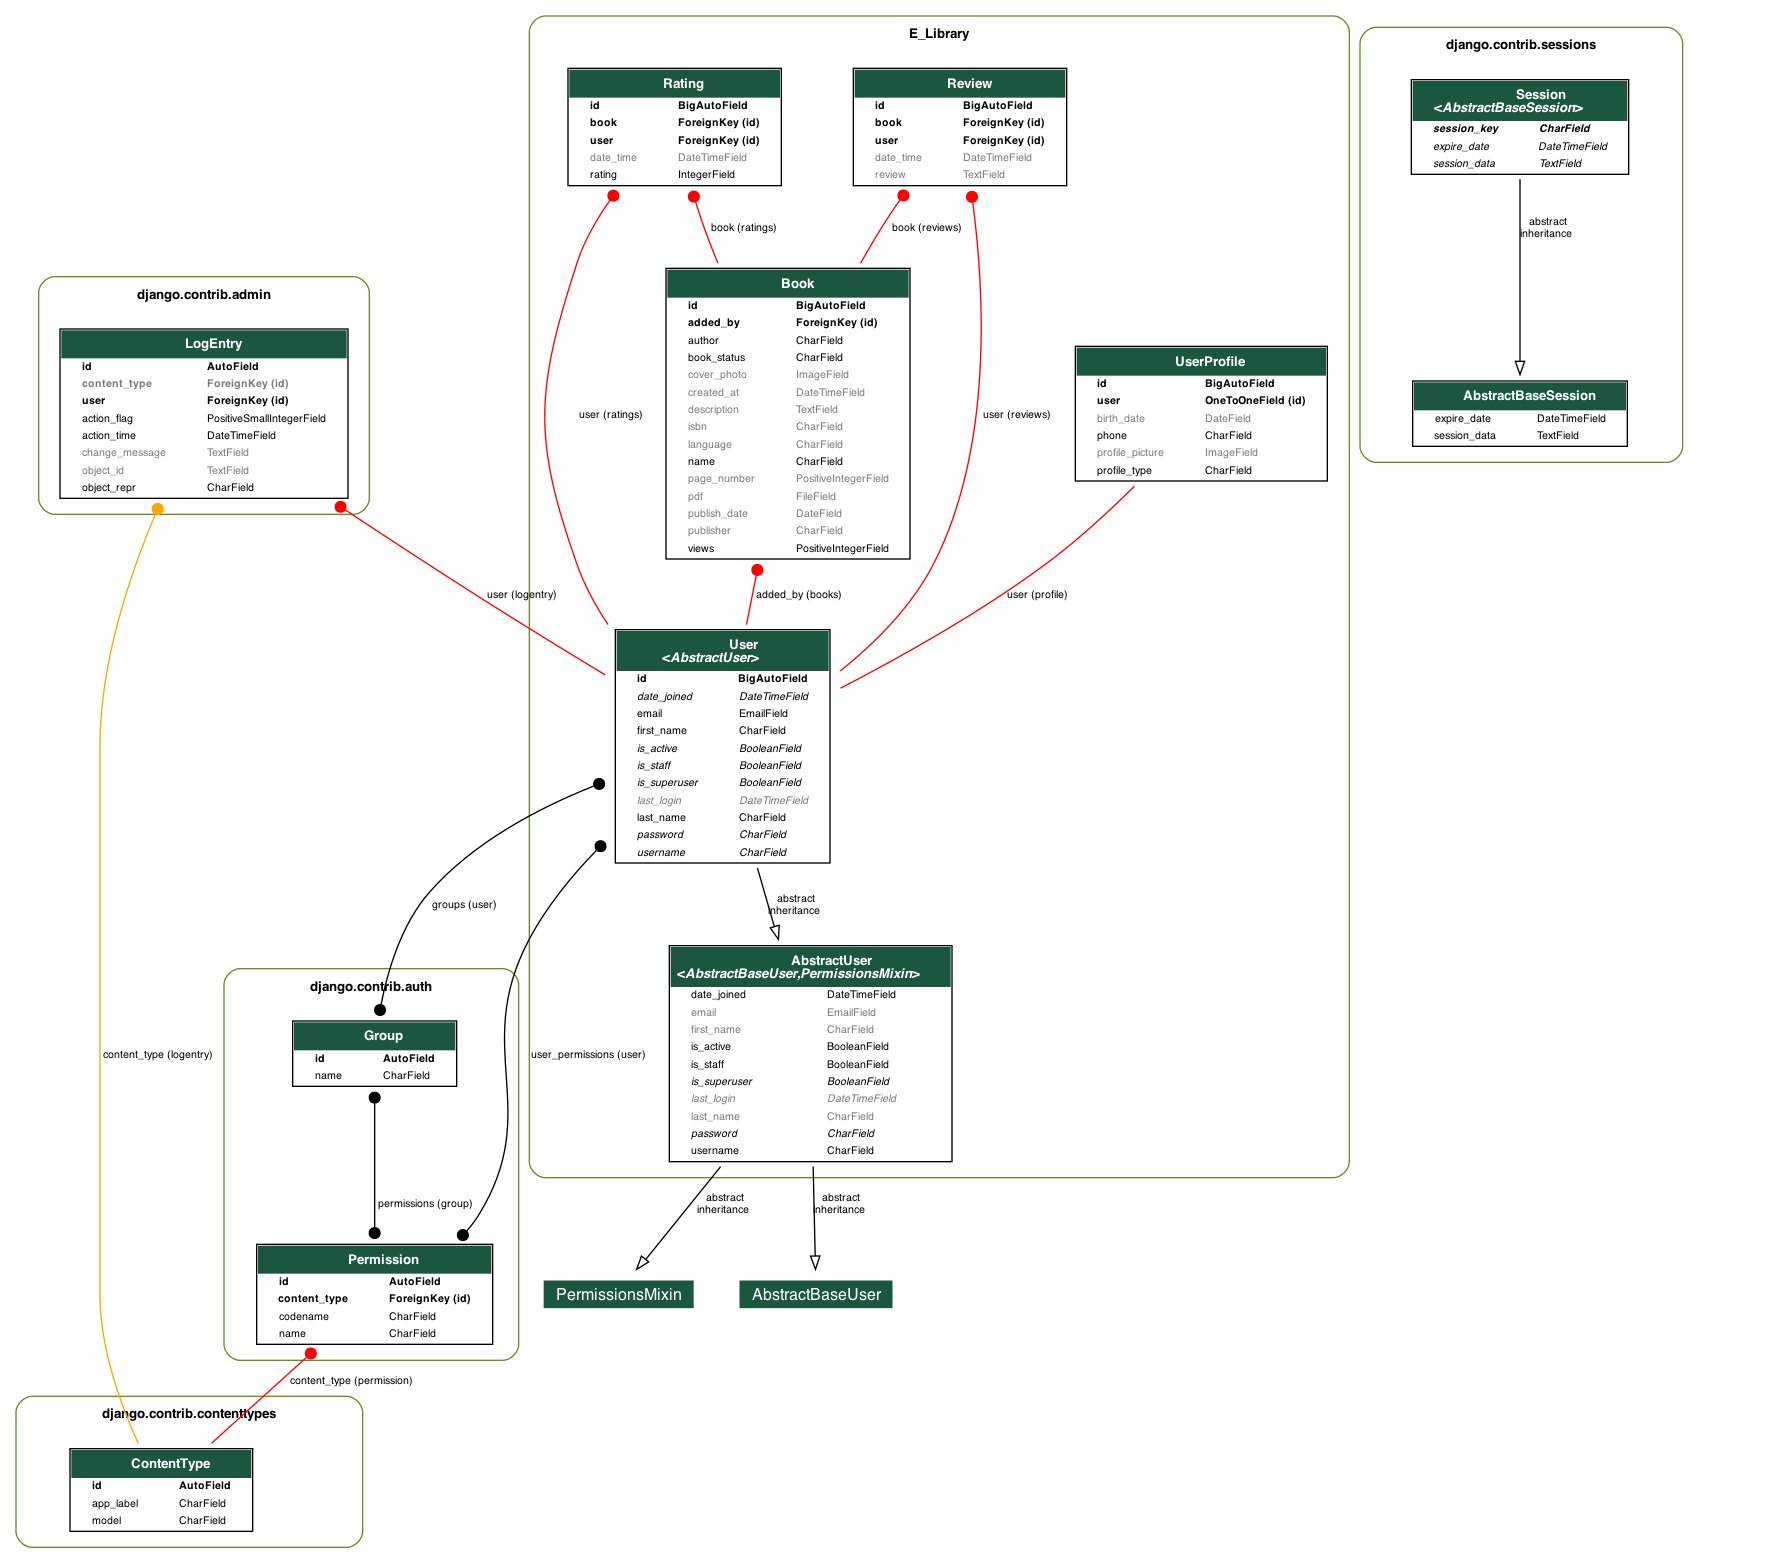 E_Library
Rating
id BigAutoField
book ForeignKey (id)
user ForeignKey (id)
date_time DateTimeField
rating IntegerField
Review
id BigAutoField
book ForeignKey (id)
user ForeignKey (id)
date_time DateTimeField
review TextField
django.contrib.sessions
Session
<AbstractBaseSession>
session_key CharField
expire_date DateTimeField
session_data TextField
abstract
inheritance
AbstractBaseSession
expire_date DateTimeField
session_data TextField
book (ratings)
book (reviews)
Book
id BigAutoField
added_by ForeignKey (id)
author CharField
book_status CharField
cover_photo ImageField
created_at DateTimeField
description TextField
isbn CharField
language CharField
name CharField
page_number PositiveIntegerField
pdf FileField
publish_date DateField
publisher CharField
views PositiveIntegerField
user (ratings)
user (reviews)
UserProfile
id BigAutoField
user OneToOneField (id)
birth_date DateField
phone CharField
profile_picture ImageField
profile_type CharField
django.contrib.admin
LogEntry
id AutoField
content_type ForeignKey (id)
user ForeignKey (id)
action_flag PositiveSmallIntegerField
action_time DateTimeField
change_message TextField
object_id TextField
object_repr CharField
user (logentry)
added_by (books)
user (profile)
User
<AbstractUser>
id BigAutoField
date_joined DateTimeField
email EmailField
first_name CharField
is_active BooleanField
is_staff BooleanField
is_superuser BooleanField
last_login DateTimeField
last_name CharField
password CharField
username CharField
groups (user)
abstract
inheritance
AbstractUser
<AbstractBaseUser,PermissionsMixin>
date_joined DateTimeField
email EmailField
first_name CharField
is_active BooleanField
is_staff BooleanField
is_superuser BooleanField
last_login DateTimeField
last_name CharField
password CharField
username CharField
django.contrib.auth
Group
id AutoField
name CharField
content_type (logentry)
user_permissions (user)
permissions (group)
abstract
inheritance
abstract
inheritance
Permission
id AutoField
content_type ForeignKey (id)
codename CharField
name CharField
PermissionsMixin
AbstractBaseUser
content_type (permission)
django.contrib.contenttypes
ContentType
id AutoField
app_label CharField
model CharField